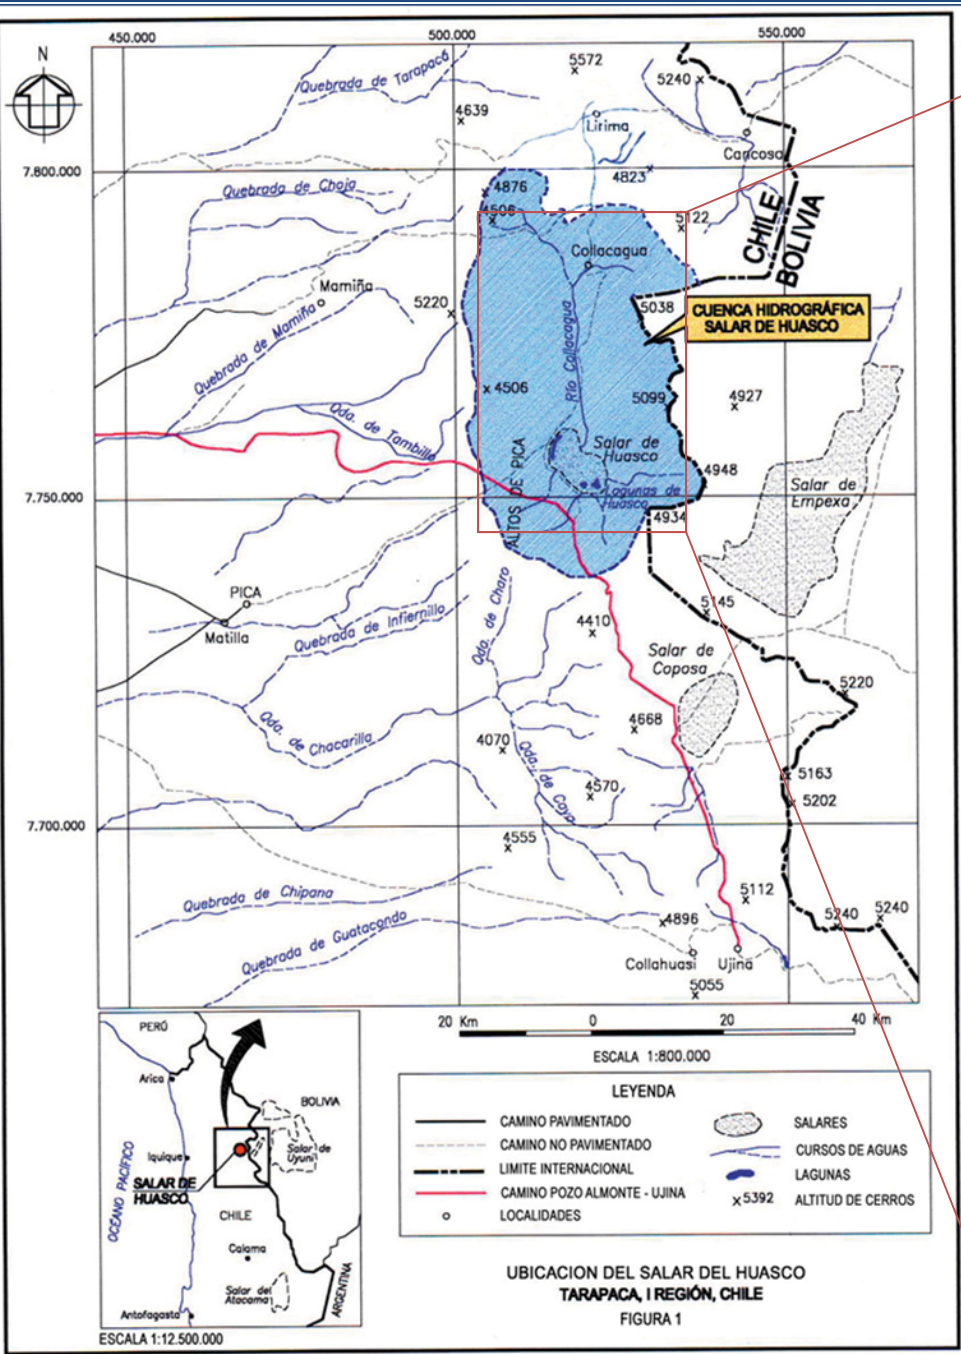 450.000
500.000
550.000
N
5572
5240
Quebrada de Tarapacá
4639
Lirima
Cancosa
7.800.000
4823
4876
Quebrada de Choja
4506
5122
CHILE
BOLIVIA
Collacagua
Mamiña
5220
5038
CUENCA HIDROGRÁFICA
SALAR DE HUASCO
Quebrada de Mamiña
Río Collacagua
4506
5099
4927
Qda. de Tambillo
Salar de
Huasco
4948
ALTOS DE PICA
Salar de
Empexa
7.750.000
Lagunas de
Huasco
4934
Qda. de Charo
PICA
5145
Matilla
Quebrada de Infiernillo
4410
Salar de
Coposa
5220
Qda. de Chacarilla
4668
4070
Qda. de Caya
5163
4570
5202
7.700.000
4555
5112
Quebrada de Chipana
5240
5240
4896
Quebrada de Guatacondo
Collahuasi
Ujina
5055
20 Km
0
20
40 Km
ESCALA 1:800.000
PERÚ
Arica
BOLIVIA
OCÉANO PACÍFICO
Iquique
Salar de
Uyuni
SALAR DE
HUASCO
CHILE
Calama
Salar del
Atacama
ARGENTINA
Antofagasta
ESCALA 1:12.500.000
LEYENDA
CAMINO PAVIMENTADO
CAMINO NO PAVIMENTADO
LIMITE INTERNACIONAL
CAMINO POZO ALMONTE - UJINA
LOCALIDADES
SALARES
CURSOS DE AGUAS
LAGUNAS
5392
ALTITUD DE CERROS
UBICACION DEL SALAR DEL HUASCO
TARAPACA, I REGIÓN, CHILE
FIGURA 1